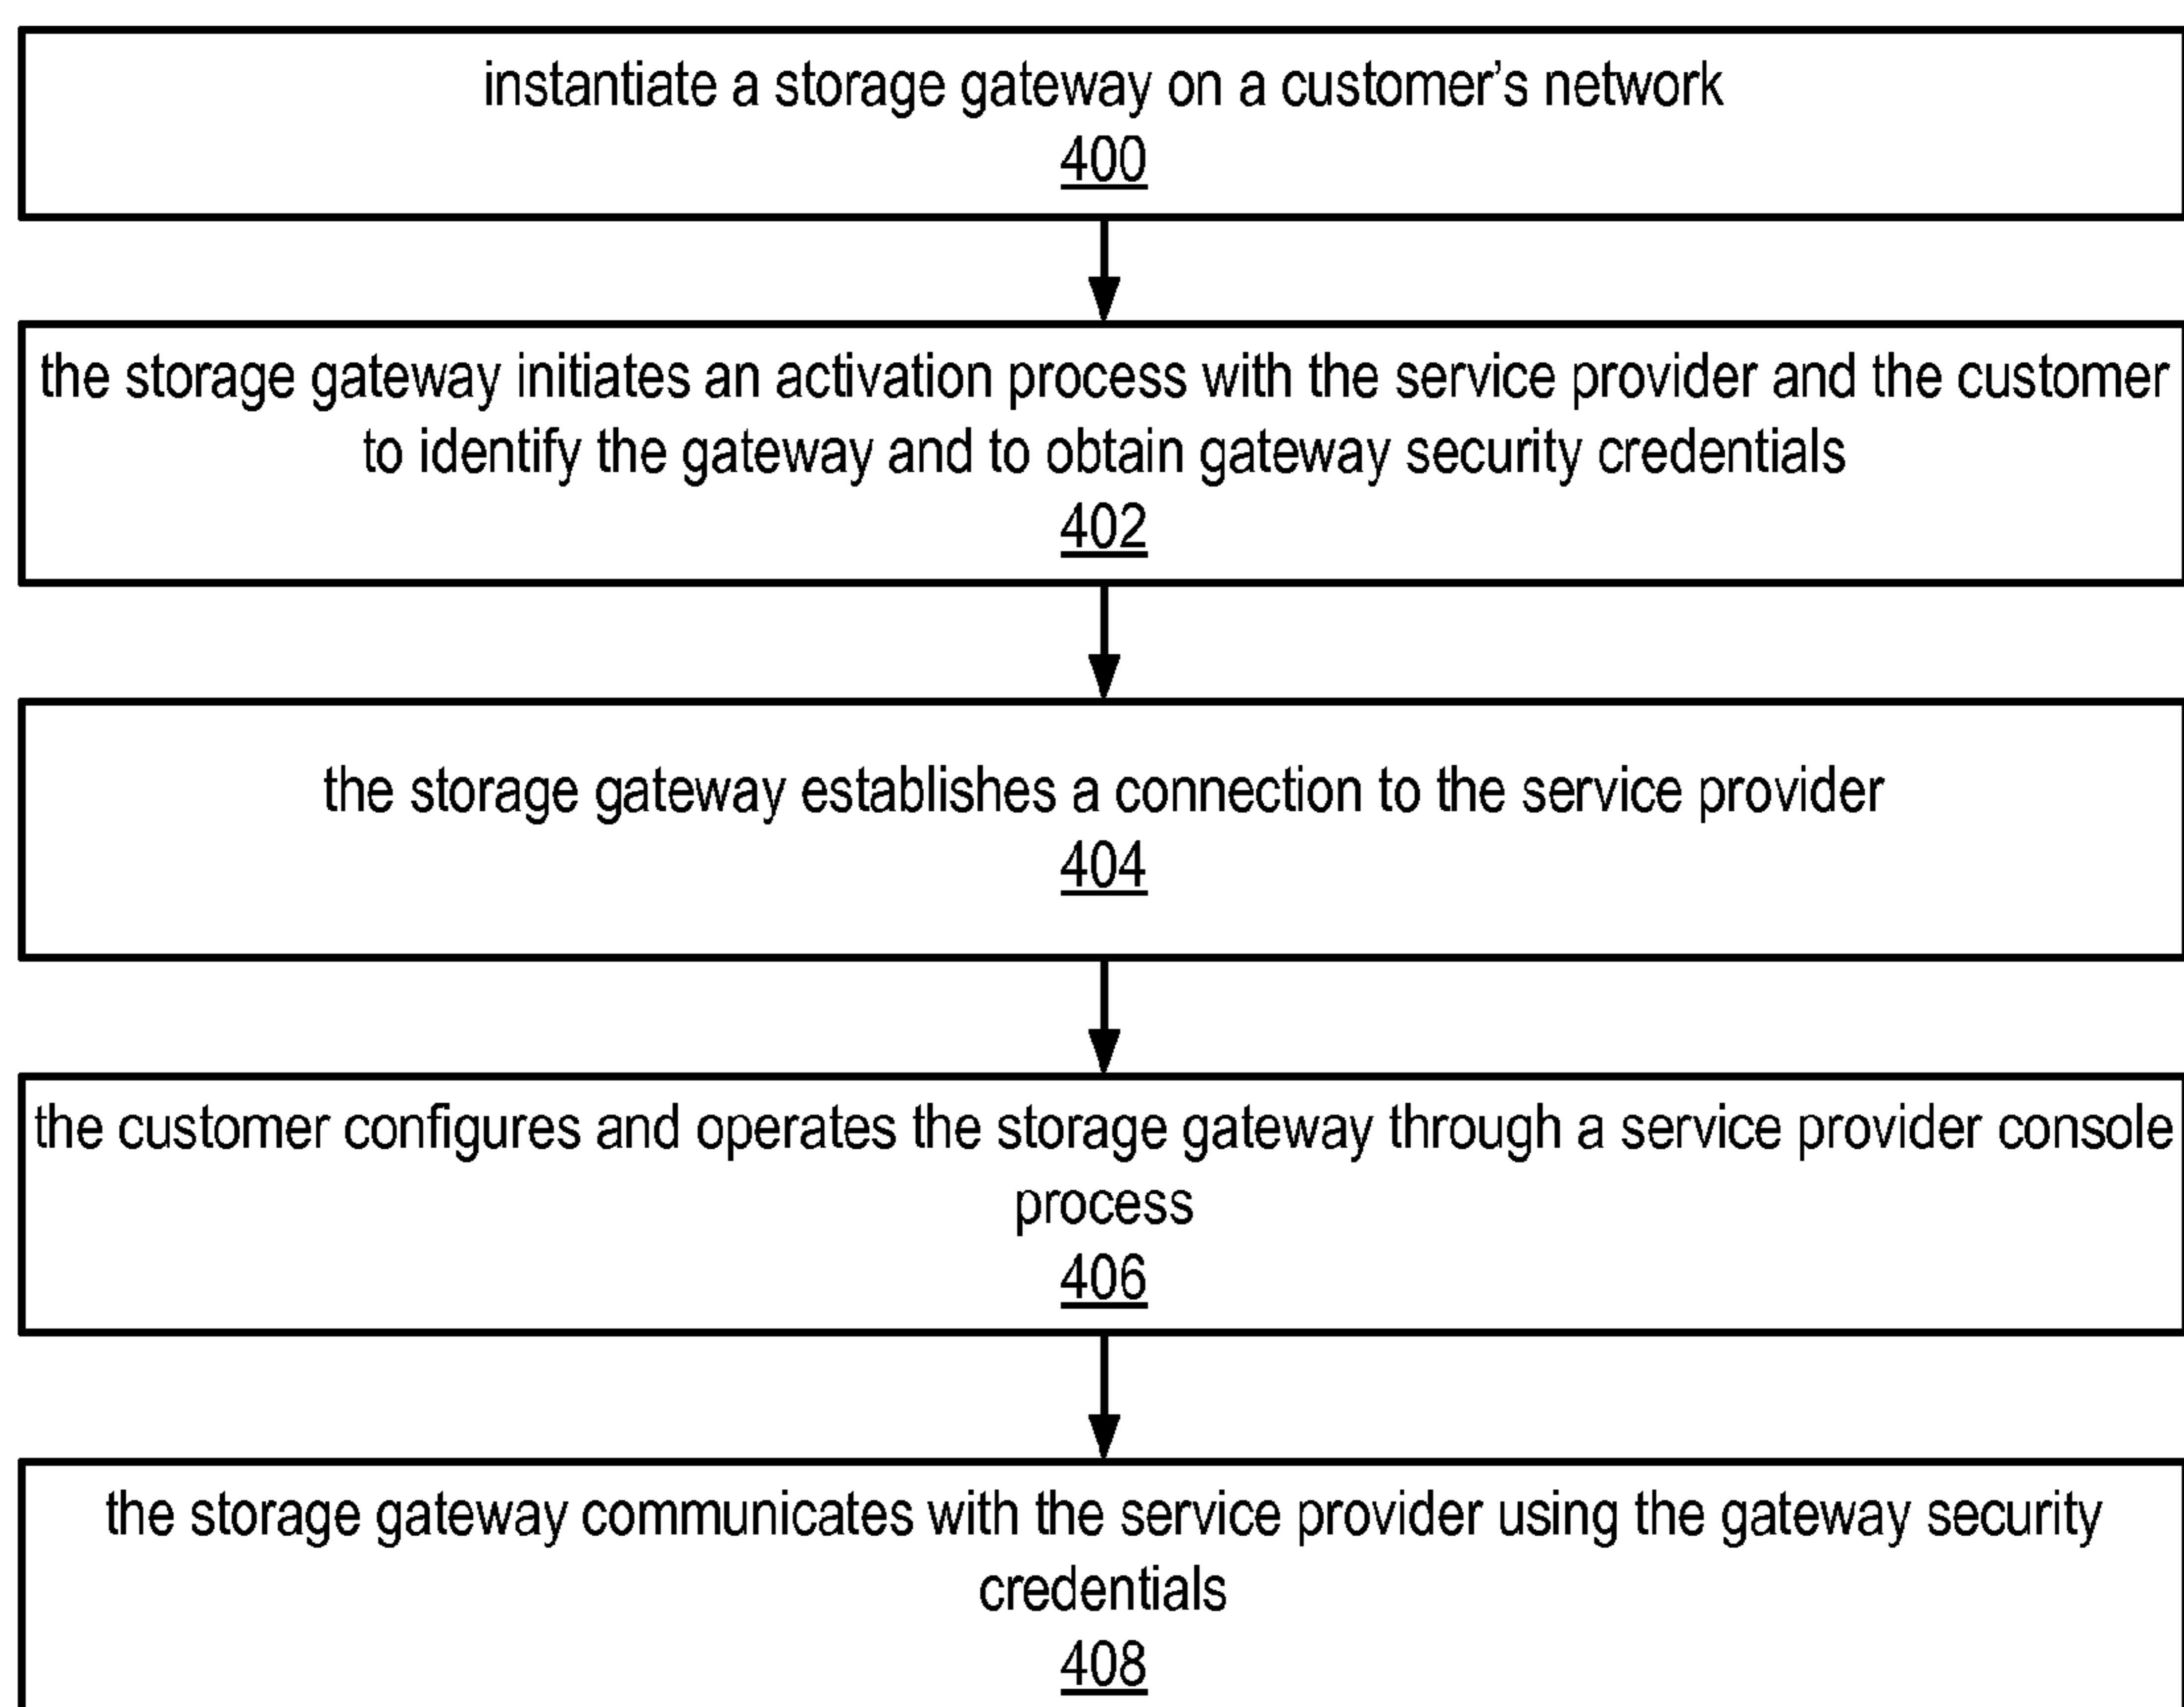 instantiate a storage gateway on a customer’s network
400
the storage gateway initiates an activation process with the service provider and the customer
to identify the gateway and to obtain gateway security credentials
402
the storage gateway establishes a connection to the service provider
404
the customer configures and operates the storage gateway through a service provider console
process
406
the storage gateway communicates with the service provider using the gateway security
credentials
408